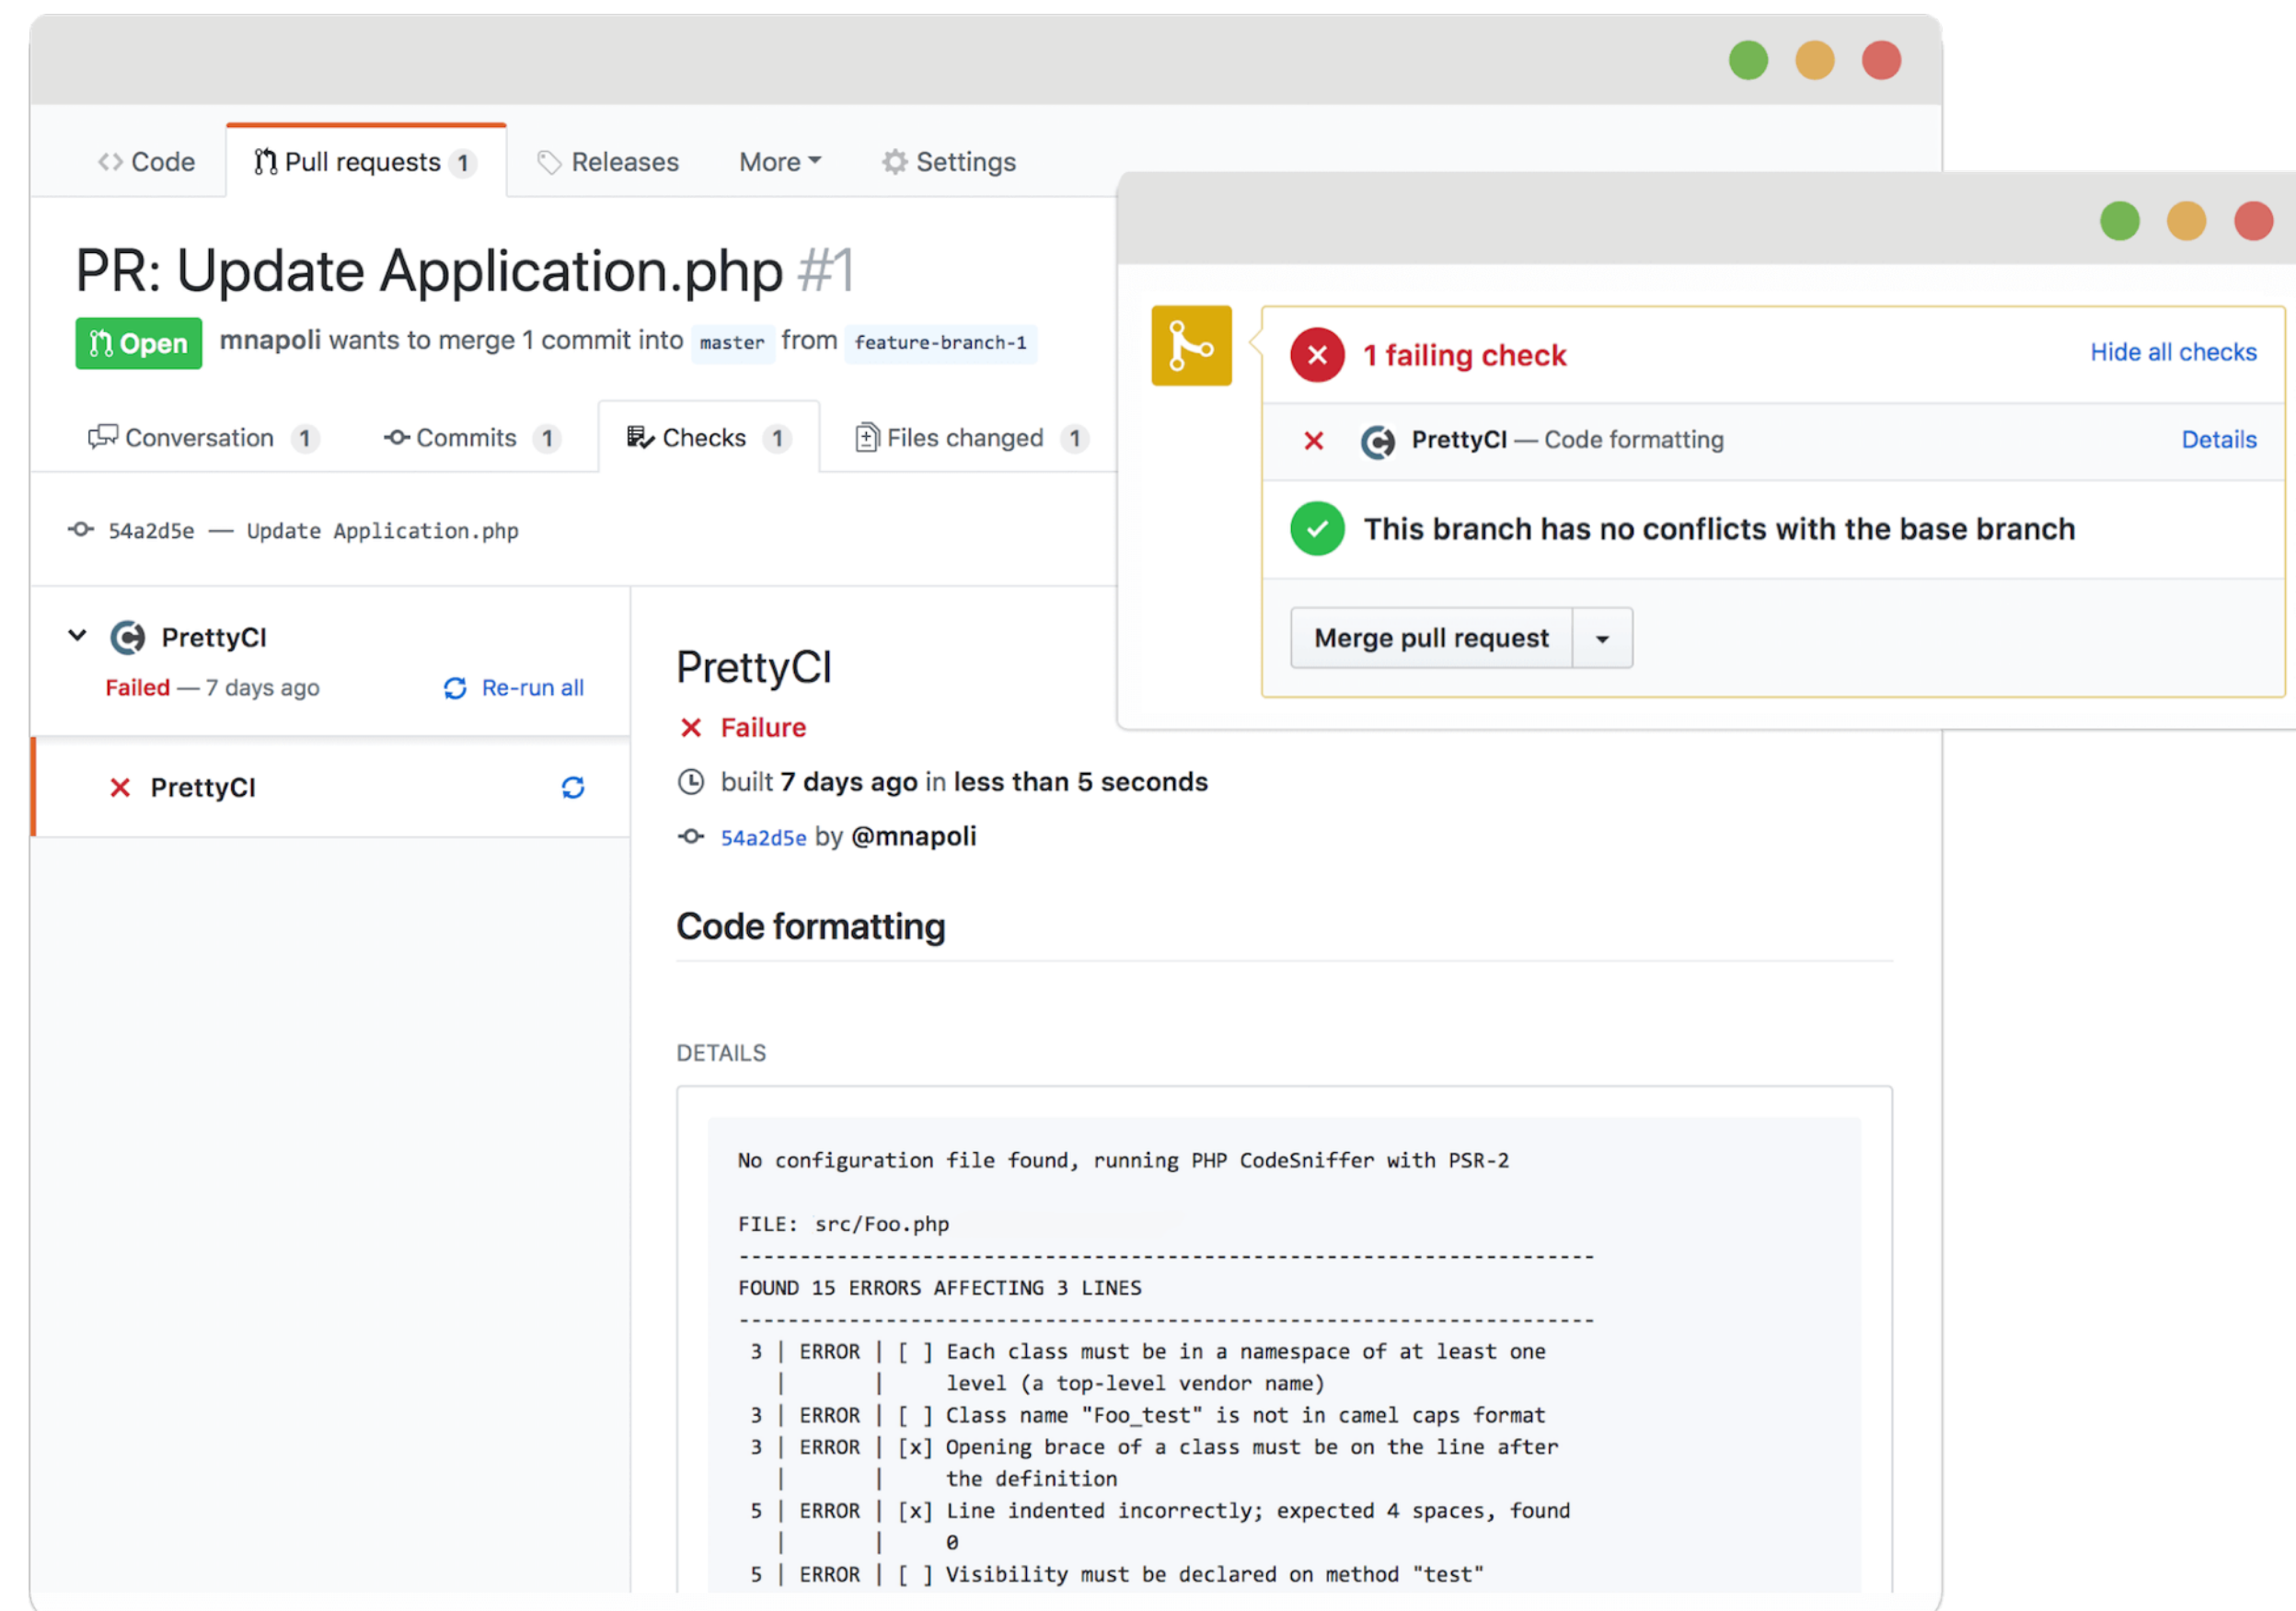 Code Pull requests 1 Releases More Settings
PR: Update Application.php #1
Open mnapoli wants to merge 1 commit into master from feature-branch-1
Conversation 1 Commits 1 Checks 1 Files changed 1
54a2d5e — Update Application.php
PrettyCI
Failed — 7 days ago Re-run all
PrettyCI
PrettyCI
Failure
built 7 days ago in less than 5 seconds
54a2d5e by @mnapoli
Code formatting
DETAILS
No configuration file found, running PHP CodeSniffer with PSR-2
FILE: src/Foo.php
----------------------------------------------------------------------
FOUND 15 ERRORS AFFECTING 3 LINES
----------------------------------------------------------------------
3 | ERROR | [ ] Each class must be in a namespace of at least one
| | level (a top-level vendor name)
3 | ERROR | [ ] Class name "Foo_test" is not in camel caps format
3 | ERROR | [x] Opening brace of a class must be on the line after
| | the definition
5 | ERROR | [x] Line indented incorrectly; expected 4 spaces, found
| | 0
5 | ERROR | [ ] Visibility must be declared on method "test"
1 failing check Hide all checks
PrettyCI — Code formatting Details
This branch has no conflicts with the base branch
Merge pull request